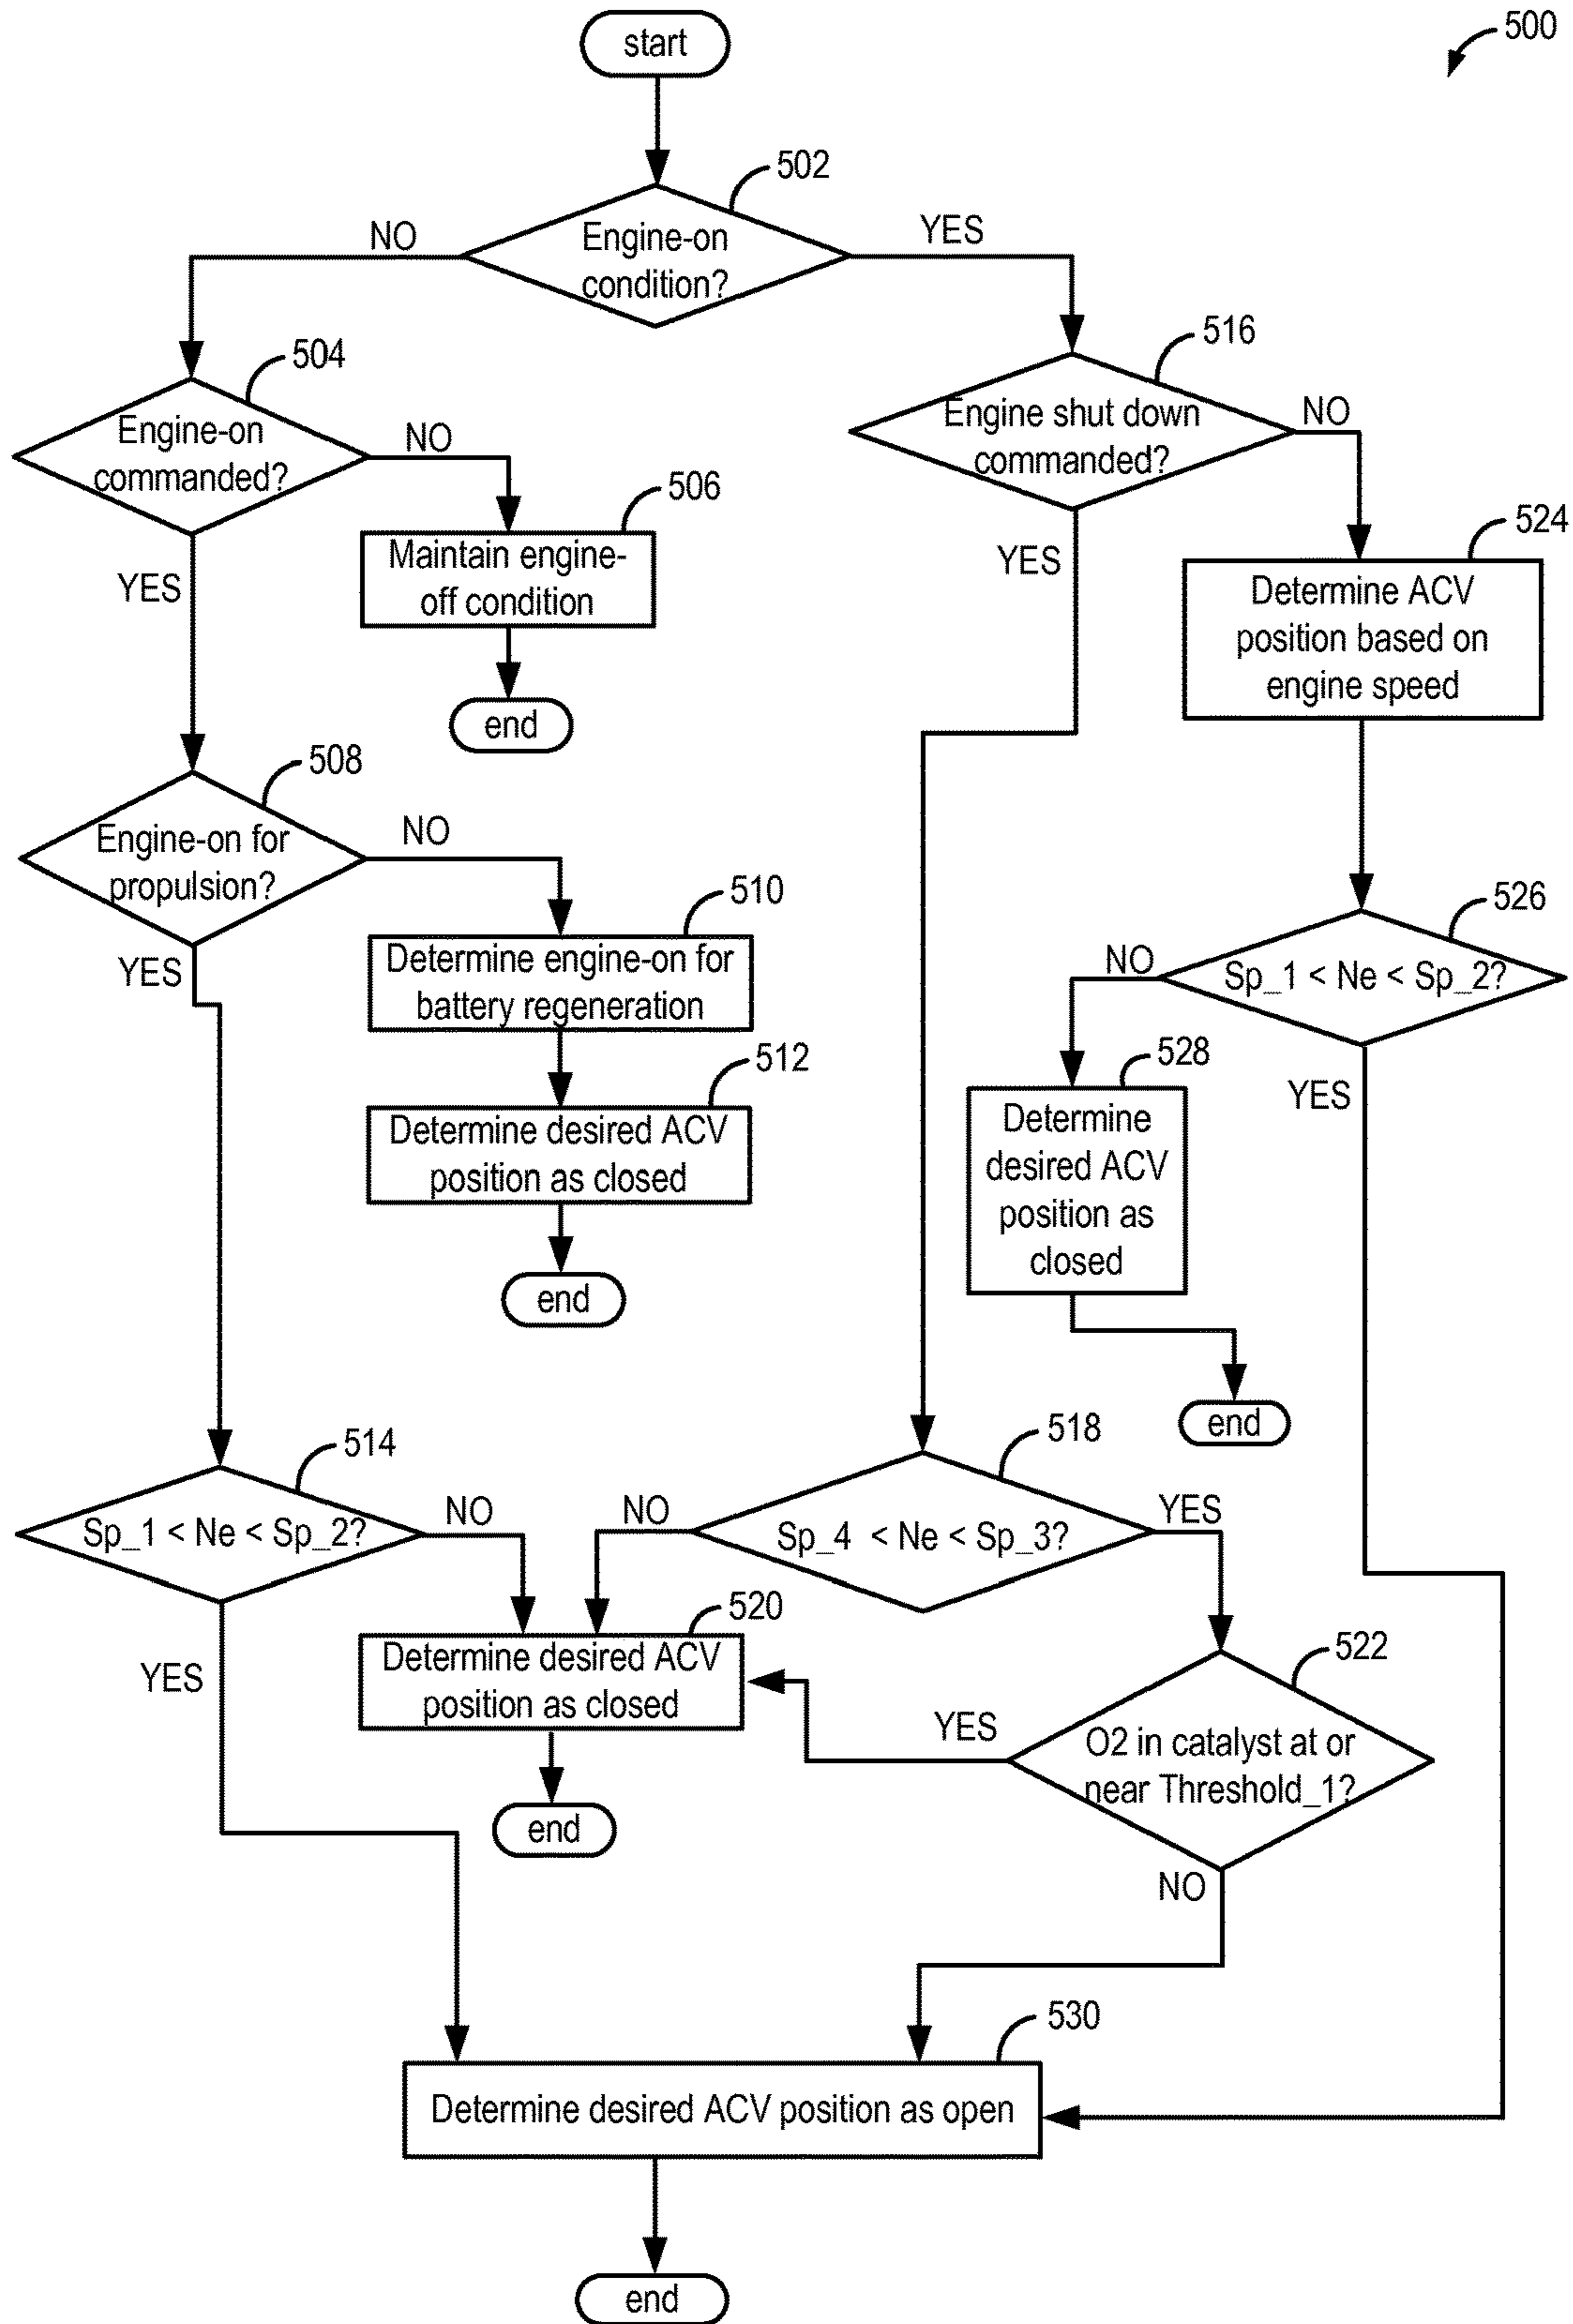 start
500
502
NO
Engine-on
condition?
YES
504
Engine-on
commanded?
NO
516
Engine shut down
commanded?
NO
506
Maintain engine-
off condition
YES
end
YES
524
Determine ACV
position based on
engine speed
508
Engine-on for
propulsion?
NO
YES
510
Determine engine-on for
battery regeneration
512
Determine desired ACV
position as closed
end
526
NO
Sp_1 < Ne < Sp_2?
YES
528
Determine
desired ACV
position as
closed
end
514
Sp_1 < Ne < Sp_2?
NO
YES
518
NO
Sp_4 < Ne < Sp_3?
YES
520
Determine desired ACV
position as closed
end
522
YES
O2 in catalyst at or
near Threshold_1?
NO
530
Determine desired ACV position as open
end